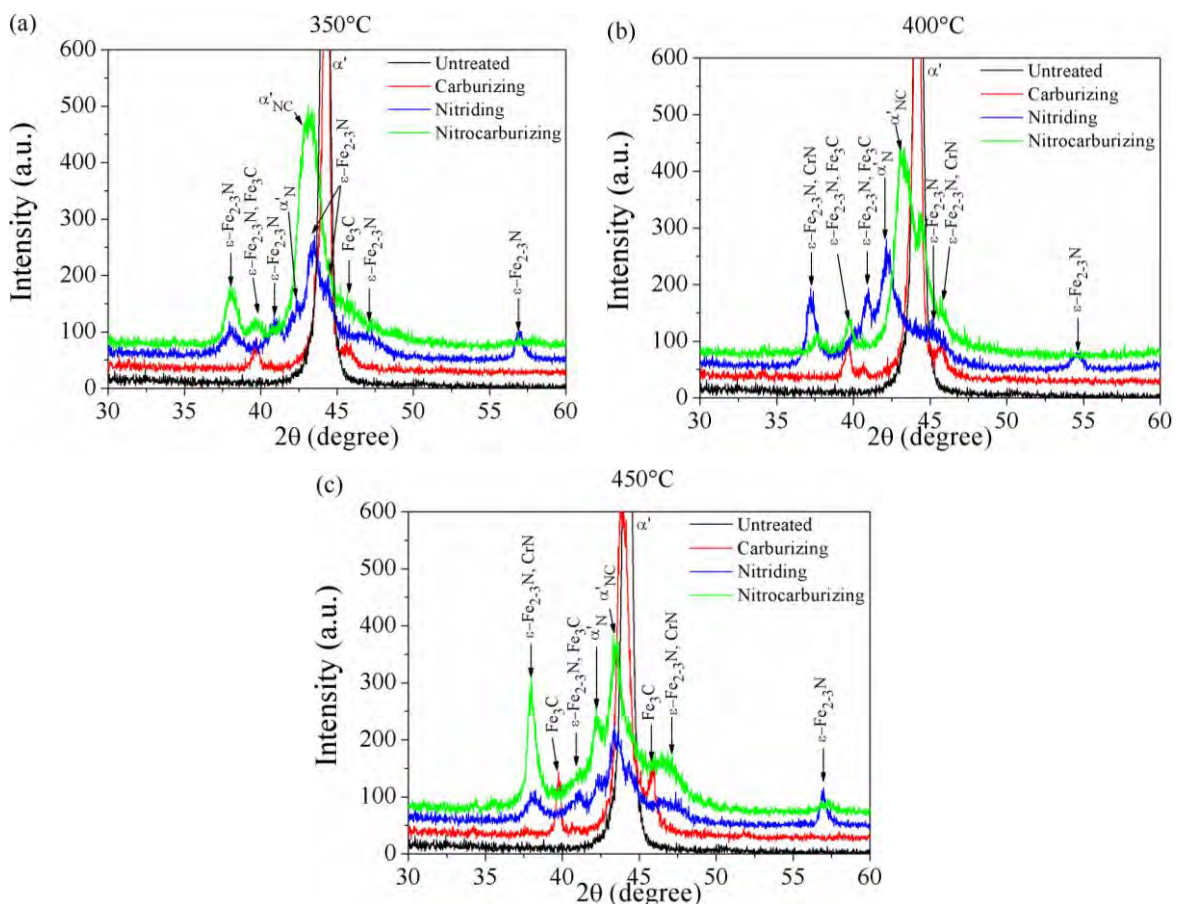 (a)
350°C
600
500
400
300
200
100
0
Intensity (a.u.)
30
35
40
45
50
55
60
2θ (degree)
Untreated
Carburizing
Nitriding
Nitrocarburizing
ε−Fe2-3N
ε−Fe2-3N, Fe3C
ε−Fe2-3N
α'N
α'NC
α'
ε−Fe2-3N
Fe3C
ε−Fe2-3N
ε−Fe2-3N
(b)
400°C
600
500
400
300
200
100
0
Intensity (a.u.)
30
35
40
45
50
55
60
2θ (degree)
Untreated
Carburizing
Nitriding
Nitrocarburizing
ε−Fe2-3N, CrN
ε−Fe2-3N, Fe3C
ε−Fe2-3N, Fe3C
α'N
α'NC
α'
ε−Fe2-3N
ε−Fe2-3N, CrN
ε−Fe2-3N
(c)
450°C
600
500
400
300
200
100
0
Intensity (a.u.)
30
35
40
45
50
55
60
2θ (degree)
Untreated
Carburizing
Nitriding
Nitrocarburizing
ε−Fe2-3N, CrN
Fe3C
ε−Fe2-3N, Fe3C
α'N
α'NC
α'
Fe3C
ε−Fe2-3N, CrN
ε−Fe2-3N